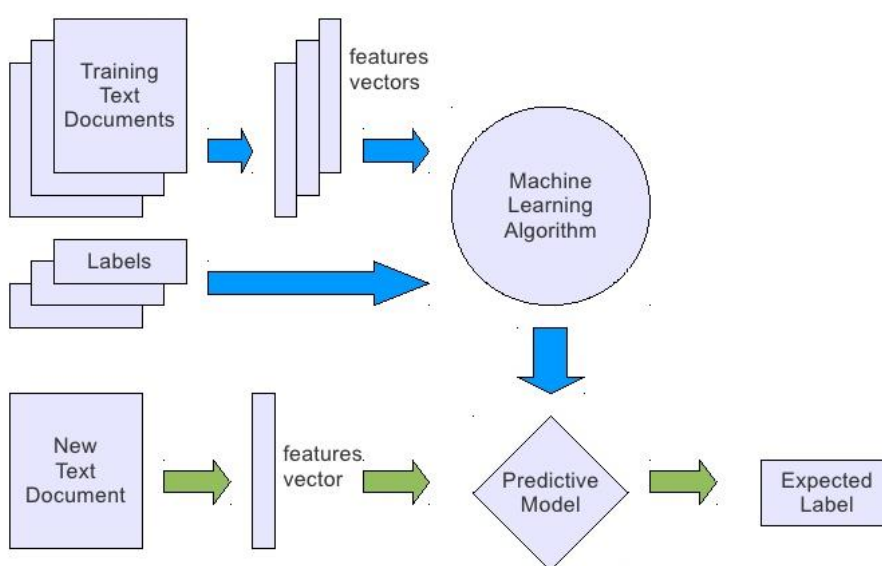 Training
Text
Documents
features
vectors
Machine
Learning
Algorithm
Labels
New
Text
Document
features
vector
Predictive
Model
Expected
Label